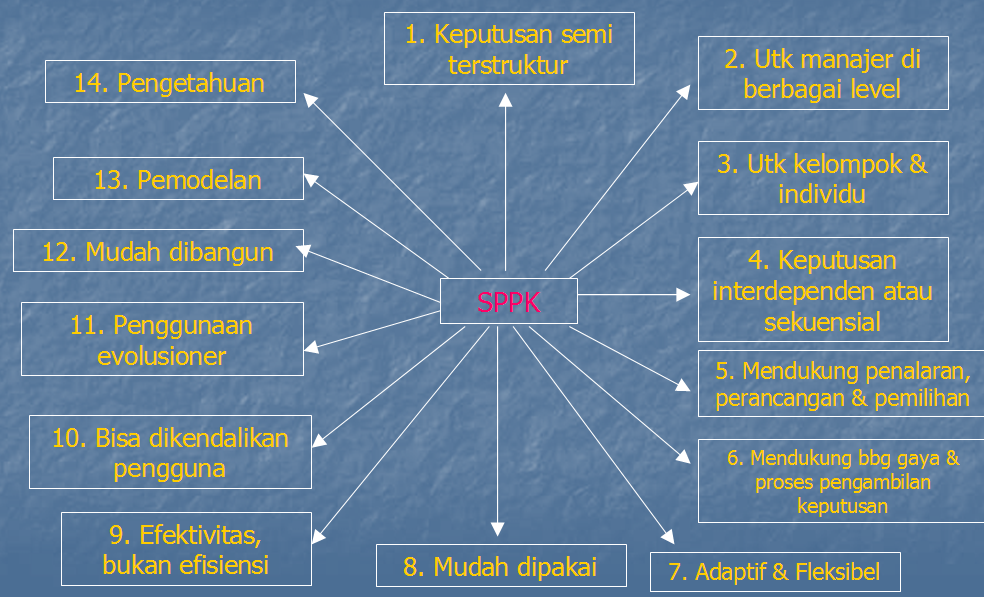 1. Keputusan semi
terstruktur
2. Utk manajer di
berbagai level
3. Utk kelompok &
individu
4. Keputusan
interdependen atau
sekuensial
5. Mendukung penalaran,
perancangan & pemilihan
6. Mendukung bbg gaya &
proses pengambilan
keputusan
7. Adaptif & Fleksibel
8. Mudah dipakai
9. Efektivitas,
bukan efisiensi
10. Bisa dikendalikan
pengguna
11. Penggunaan
evolusioner
12. Mudah dibangun
13. Pemodelan
14. Pengetahuan
SPPK